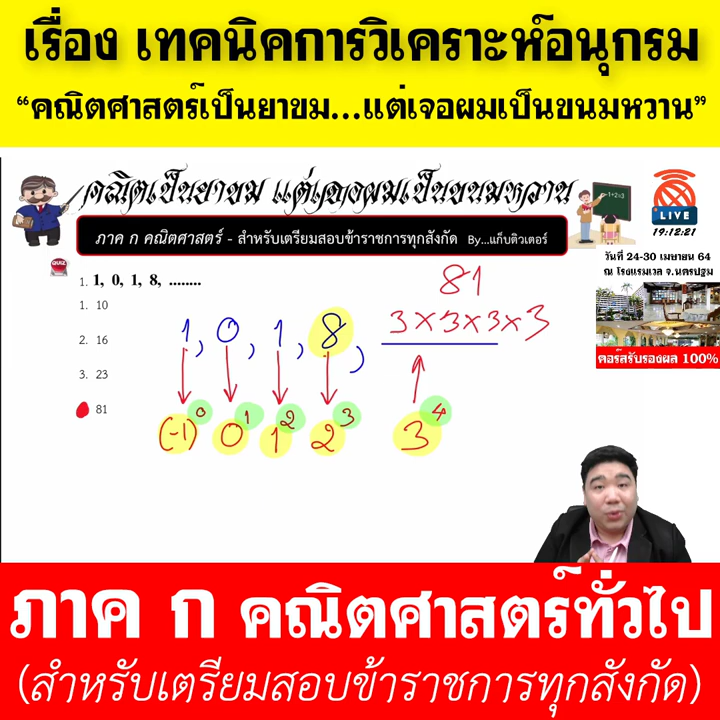 เรื่อง เทคนิคการวิเคราะห์อนุกรม
“คณิตศาสตร์เป็นยาขม...แต่เจอผมเป็นขนมหวาน”
คณิตเป็นยาขม แต่เจอผมเป็นขนมหวาน
1+2=3
ภาค ก คณิตศาสตร์ - สำหรับเตรียมสอบข้าราชการทุกสังกัด By...แก็บติวเตอร์
LIVE
19:12:21
วันที่ 24-30 เมษายน 64
ณ โรงแรมเวล จ.นครปฐม
คอร์สรับรองผล 100%
QUIZ
1. 1, 0, 1, 8, ........
1. 10
2. 16
3. 23
81
81
3×3×3×3
1, 0, 1, 8,
(-1)⁰ 0¹ 1² 2³ 3⁴
ภาค ก คณิตศาสตร์ทั่วไป
(สำหรับเตรียมสอบข้าราชการทุกสังกัด)